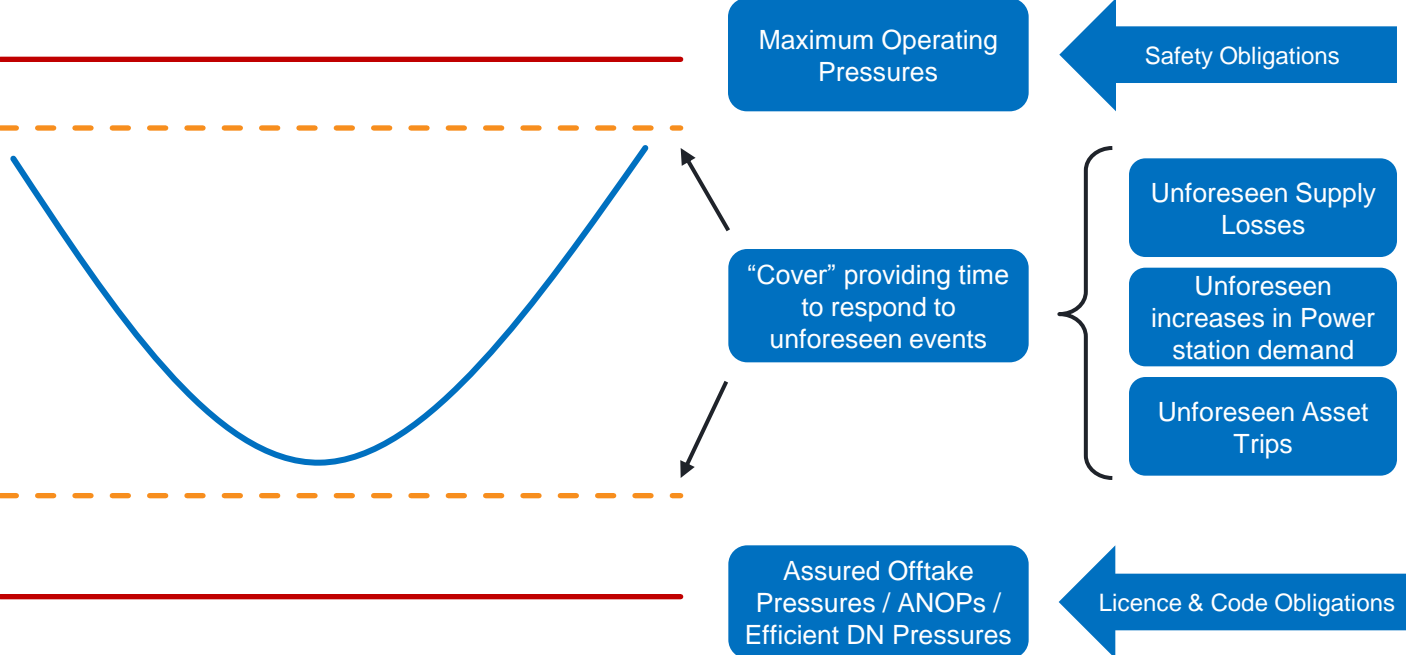 Maximum Operating
Pressures
Safety Obligations
“Cover” providing time
to respond to
unforeseen events
Unforeseen Supply
Losses
Unforeseen
increases in Power
station demand
Unforeseen Asset
Trips
Assured Offtake
Pressures / ANOPs /
Efficient DN Pressures
Licence & Code Obligations